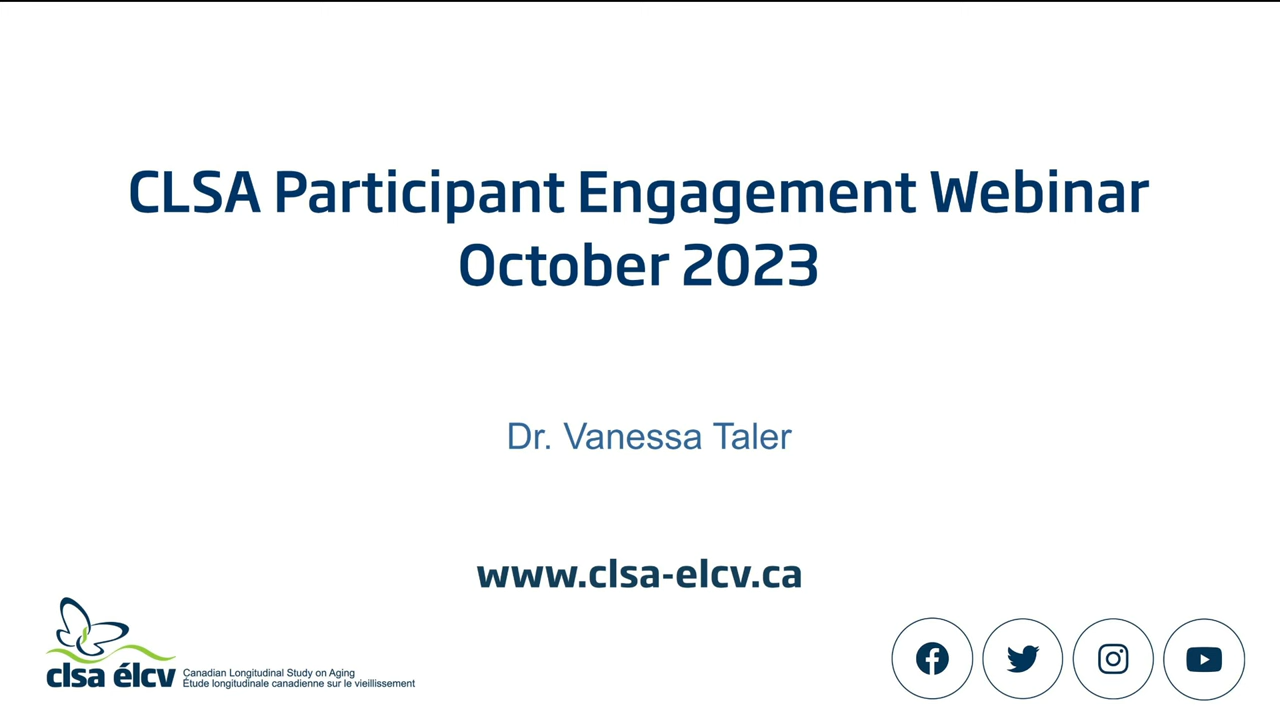 CLSA Participant Engagement Webinar
October 2023
Dr. Vanessa Taler
www.clsa-elcv.ca
clsa élcv
Canadian Longitudinal Study on Aging
Étude longitudinale canadienne sur le vieillissement